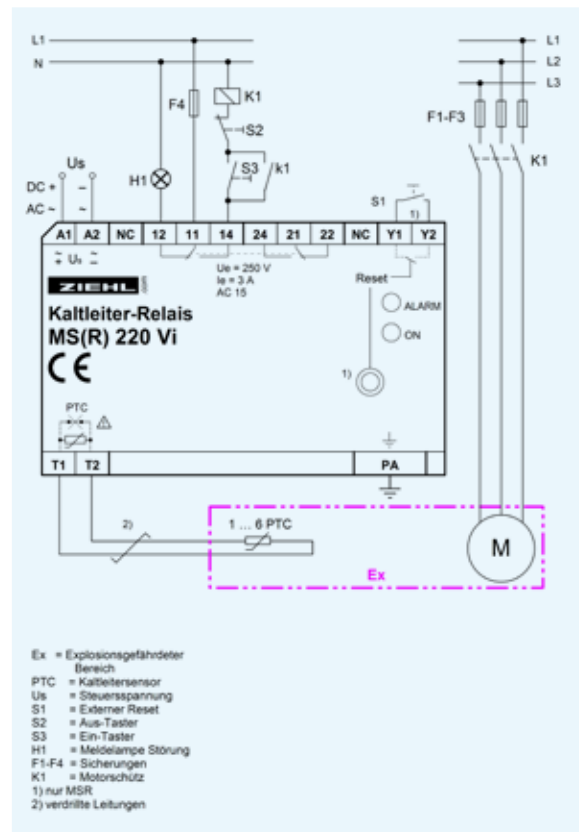 L1
L1
N
L2
L3
K1
F4
F1-F3
S2
Us
S3
k1
K1
DC + –
H1
S1
AC ~ ~
1)
A1 A2 NC 12 11 14 24 21 22 NC Y1 Y2
Us
Ue = 250 V
Ie = 3 A
AC 15
Reset
ZIEHL
.com
ALARM
Kaltleiter-Relais
MS(R) 220 Vi
ON
CE
1)
PTC
T1 T2 PA
2)
1 ... 6 PTC
M
Ex
Ex = Explosionsgefährdeter
Bereich
PTC = Kaltleitersensor
Us = Steuersspannung
S1 = Externer Reset
S2 = Aus-Taster
S3 = Ein-Taster
H1 = Meldelampe Störung
F1-F4 = Sicherungen
K1 = Motorschütz
1) nur MSR
2) verdrillte Leitungen